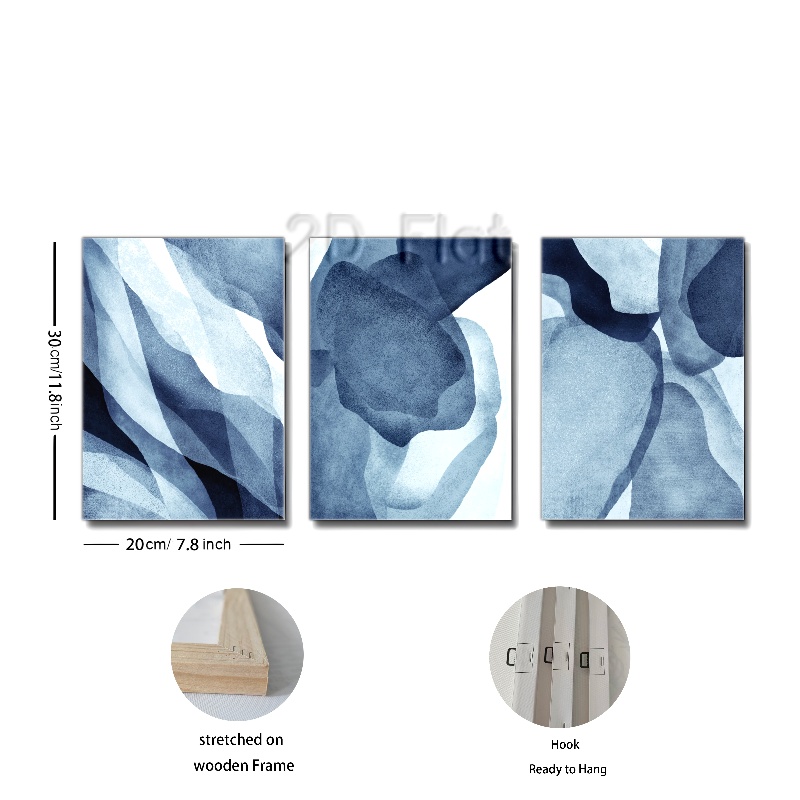 2D Flat
30cm/11.8inch
20cm/ 7.8 inch
stretched on
wooden Frame
Hook
Ready to Hang